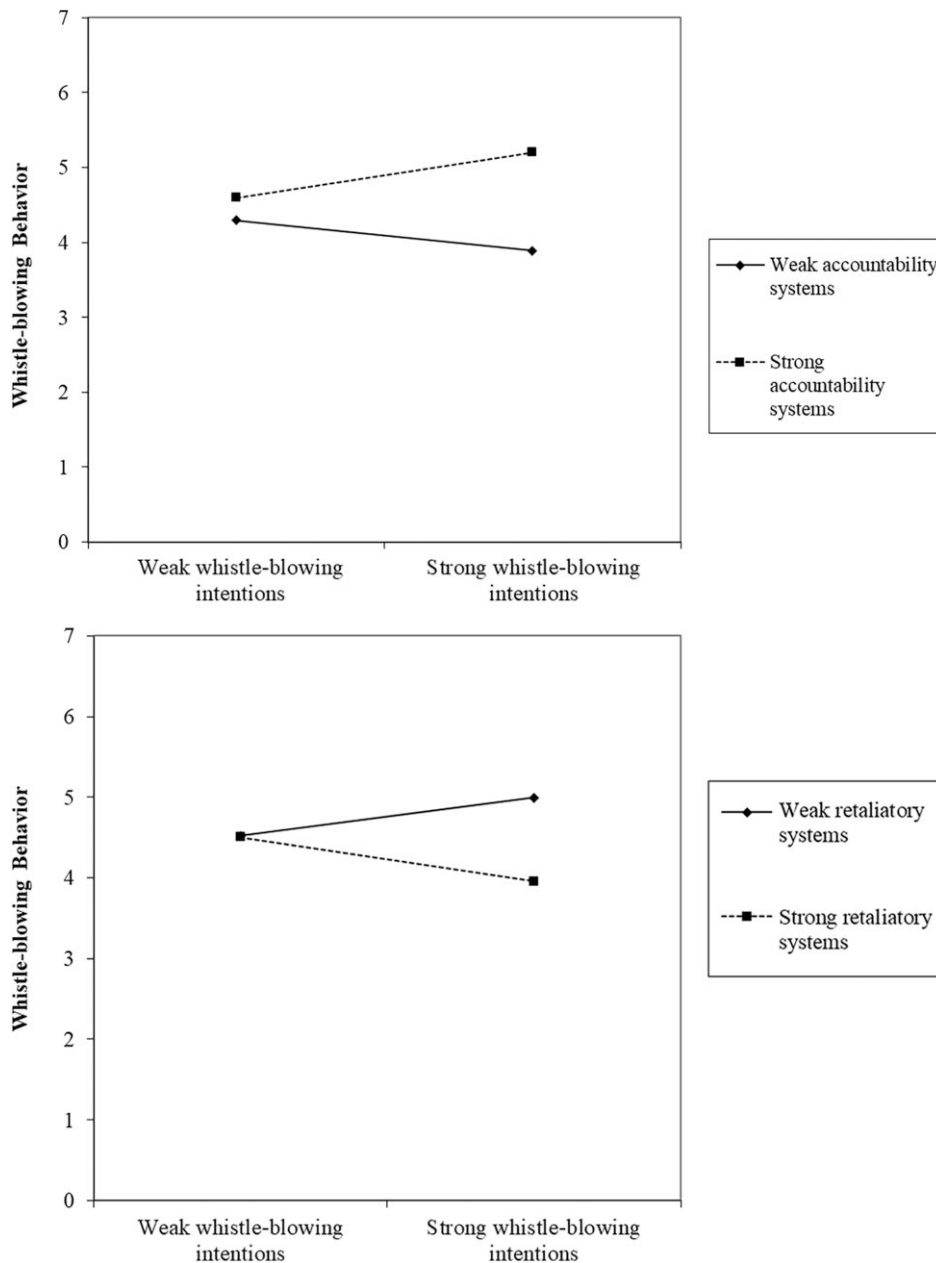 7
6
5
4
3
2
1
0
Whistle-blowing Behavior
Weak whistle-blowing
intentions
Strong whistle-blowing
intentions
Weak accountability
systems
Strong
accountability
systems
7
6
5
4
3
2
1
0
Whistle-blowing Behavior
Weak whistle-blowing
intentions
Strong whistle-blowing
intentions
Weak retaliatory
systems
Strong retaliatory
systems